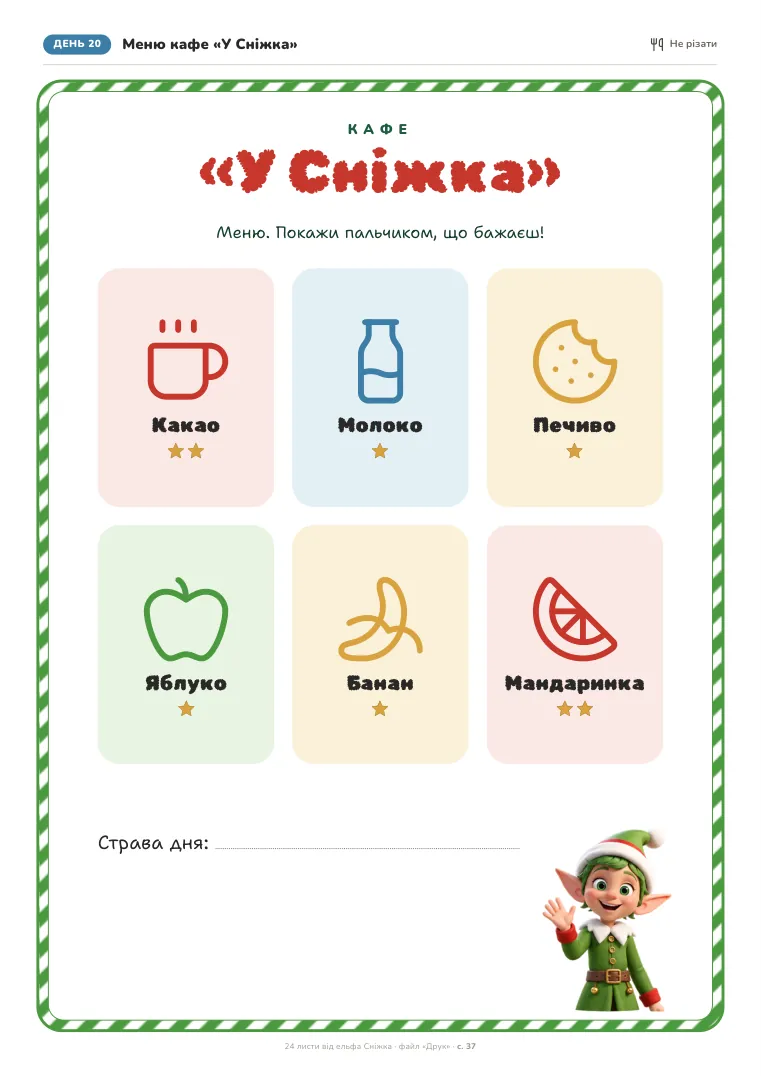 ДЕНЬ 20 Меню кафе «У Сніжка» Не різати
КАФЕ
«У Сніжка»
Меню. Покажи пальчиком, що бажаєш!
Какао Молоко Печиво
Яблуко Банан Мандаринка
Страва дня:
24 листи від ельфа Сніжка · файл «Друк» · с. 37